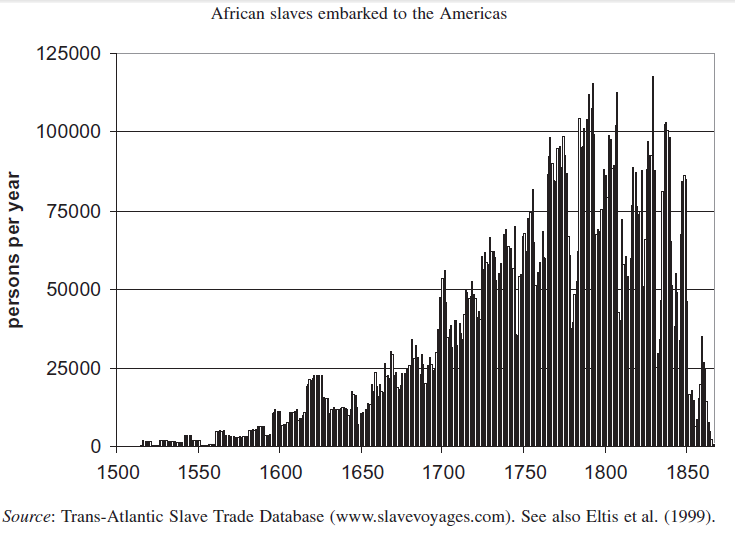 African slaves embarked to the Americas
125000
100000
75000
50000
25000
0
persons per year
1500 1550 1600 1650 1700 1750 1800 1850
Source: Trans-Atlantic Slave Trade Database (www.slavevoyages.com). See also Eltis et al. (1999).